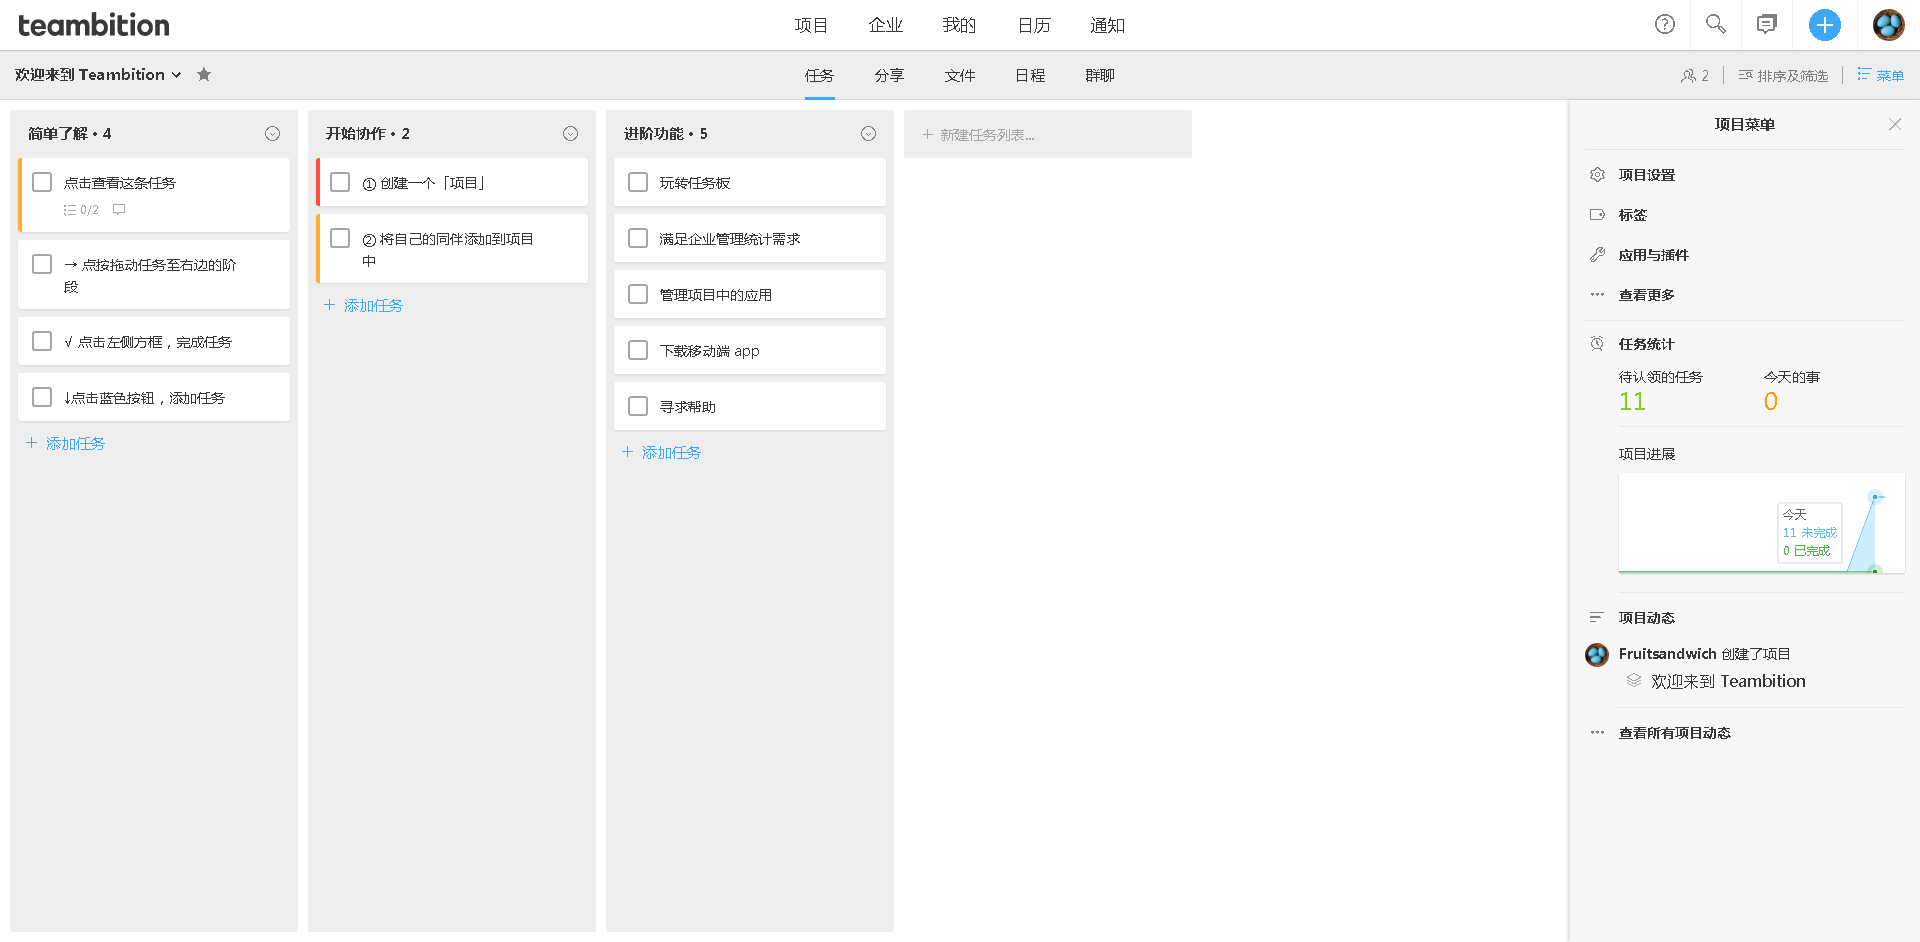 teambition
项目 企业 我的 日历 通知
欢迎来到 Teambition
任务 分享 文件 日程 群聊
2 排序及筛选 菜单
简单了解 • 4
点击查看这条任务
0/2
→ 点按拖动任务至右边的阶
段
√ 点击左侧方框，完成任务
↓点击蓝色按钮，添加任务
+ 添加任务
开始协作 • 2
① 创建一个「项目」
② 将自己的同伴添加到项目
中
+ 添加任务
进阶功能 • 5
玩转任务板
满足企业管理统计需求
管理项目中的应用
下载移动端 app
寻求帮助
+ 添加任务
+ 新建任务列表...
项目菜单
项目设置
标签
应用与插件
查看更多
任务统计
待认领的任务 今天的事
11 0
项目进展
今天
11 未完成
0 已完成
项目动态
Fruitsandwich 创建了项目
欢迎来到 Teambition
查看所有项目动态